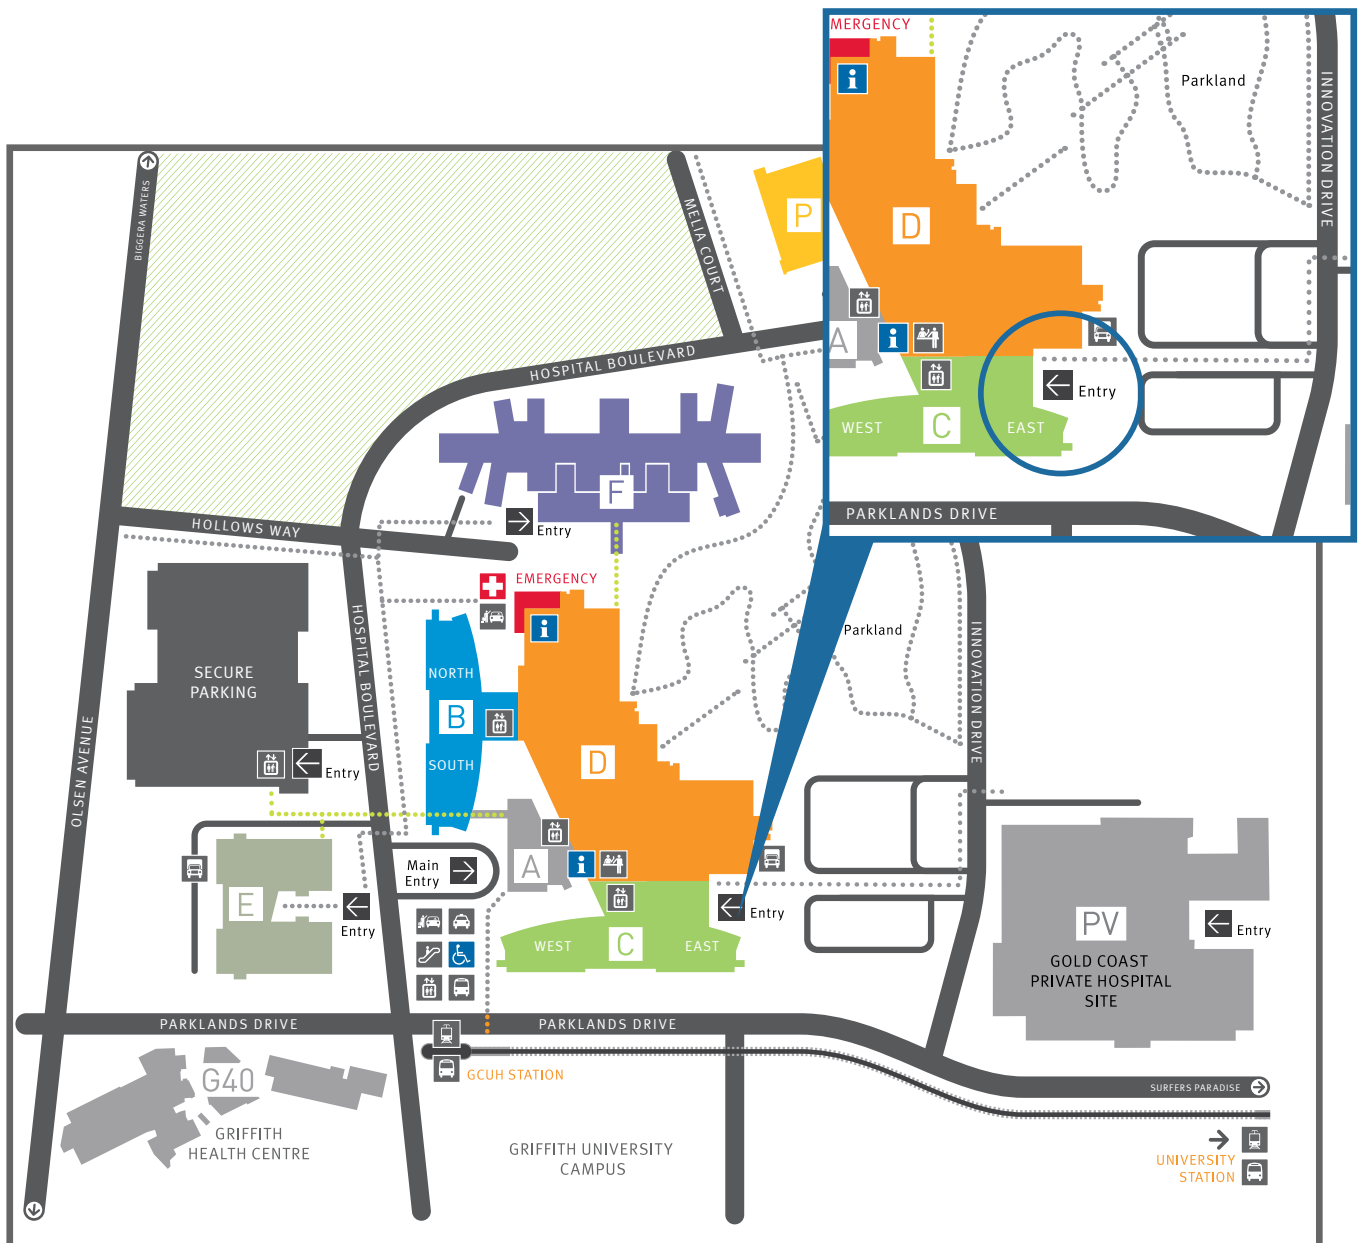 MERGENCY
Parkland
INNOVATION DRIVE
D
A
Entry
WEST
C
EAST
PARKLANDS DRIVE
BIGGERA WATERS
MELIA COURT
P
HOSPITAL BOULEVARD
F
Entry
HOLLOWS WAY
EMERGENCY
Parkland
INNOVATION DRIVE
HOSPITAL BOULEVARD
SECURE
PARKING
NORTH
B
SOUTH
D
Entry
OLSEN AVENUE
Main
Entry
A
E
Entry
Entry
WEST
C
EAST
PV
Entry
GOLD COAST
PRIVATE HOSPITAL
SITE
PARKLANDS DRIVE
PARKLANDS DRIVE
GCUH STATION
G40
GRIFFITH
HEALTH CENTRE
GRIFFITH UNIVERSITY
CAMPUS
SURFERS PARADISE
UNIVERSITY
STATION